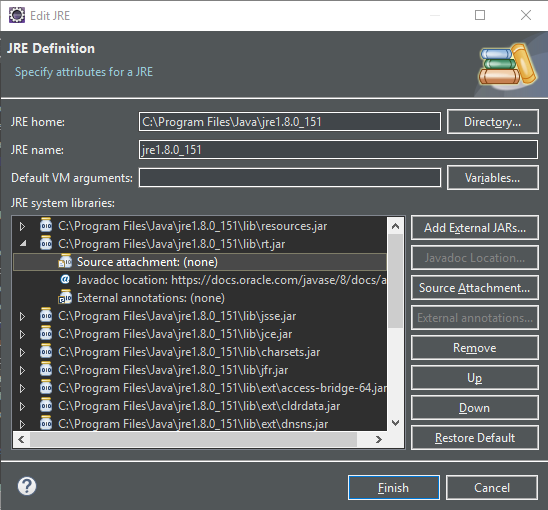 Edit JRE
JRE Definition
Specify attributes for a JRE
JRE home:
C:\Program Files\Java\jre1.8.0_151
Directory...
JRE name:
jre1.8.0_151
Default VM arguments:
Variables...
JRE system libraries:
C:\Program Files\Java\jre1.8.0_151\lib\resources.jar
C:\Program Files\Java\jre1.8.0_151\lib\rt.jar
Source attachment: (none)
Javadoc location: https://docs.oracle.com/javase/8/docs/a
External annotations: (none)
C:\Program Files\Java\jre1.8.0_151\lib\jsse.jar
C:\Program Files\Java\jre1.8.0_151\lib\jce.jar
C:\Program Files\Java\jre1.8.0_151\lib\charsets.jar
C:\Program Files\Java\jre1.8.0_151\lib\jfr.jar
C:\Program Files\Java\jre1.8.0_151\lib\ext\access-bridge-64.jar
C:\Program Files\Java\jre1.8.0_151\lib\ext\cldrdata.jar
C:\Program Files\Java\jre1.8.0_151\lib\ext\dnsns.jar
Add External JARs...
Javadoc Location...
Source Attachment...
External annotations...
Remove
Up
Down
Restore Default
?
Finish
Cancel